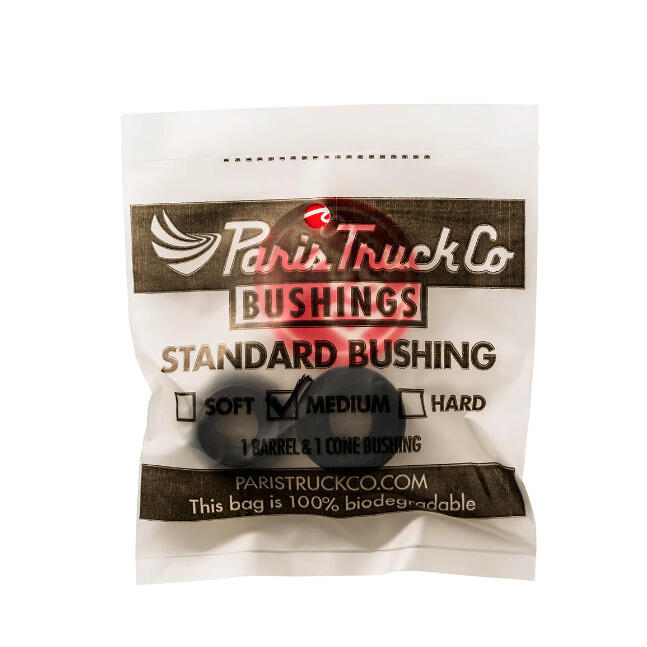 Paris Truck Co
BUSHINGS
STANDARD BUSHING
SOFT MEDIUM HARD
1 BARREL & 1 CONE BUSHING
PARISTRUCKCO.COM
This bag is 100% biodegradable